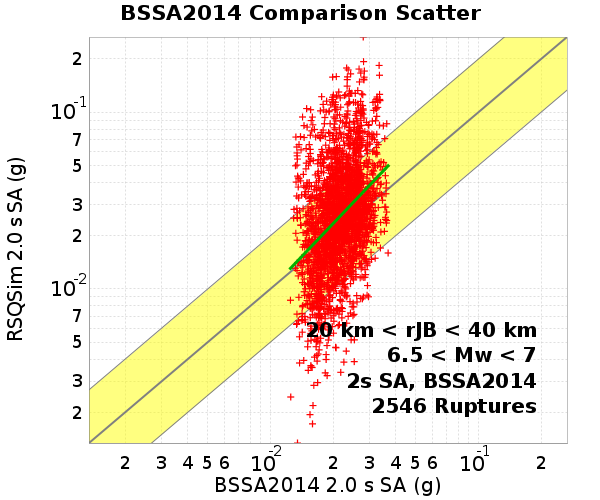 BSSA2014 Comparison Scatter
RSQSim 2.0 s SA (g)
2
10^-1
7
5
3
2
10^-2
7
5
3
2
20 km < rJB < 40 km
6.5 < Mw < 7
2s SA, BSSA2014
2546 Ruptures
2 3 4 5 6 10^-2 2 3 4 5 6 10^-1 2
BSSA2014 2.0 s SA (g)